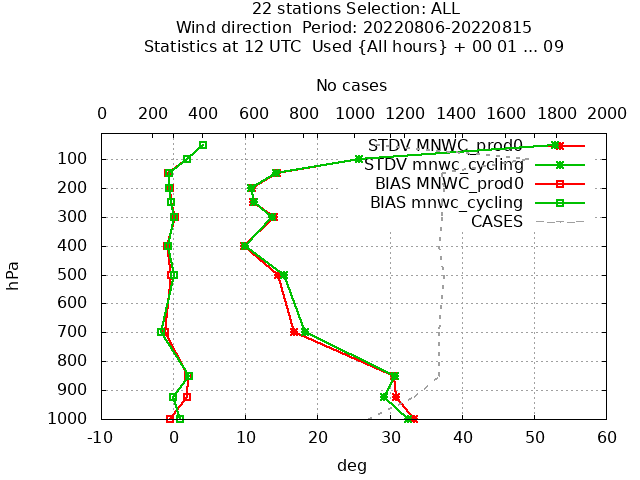 22 stations Selection: ALL
Wind direction  Period: 20220806-20220815
Statistics at 12 UTC  Used {All hours} + 00 01 ... 09
No cases
0 200 400 600 800 1000 1200 1400 1600 1800 2000
STDV MNWC_prod0
STDV mnwc_cycling
BIAS MNWC_prod0
BIAS mnwc_cycling
CASES
hPa
100
200
300
400
500
600
700
800
900
1000
-10 0 10 20 30 40 50 60
deg